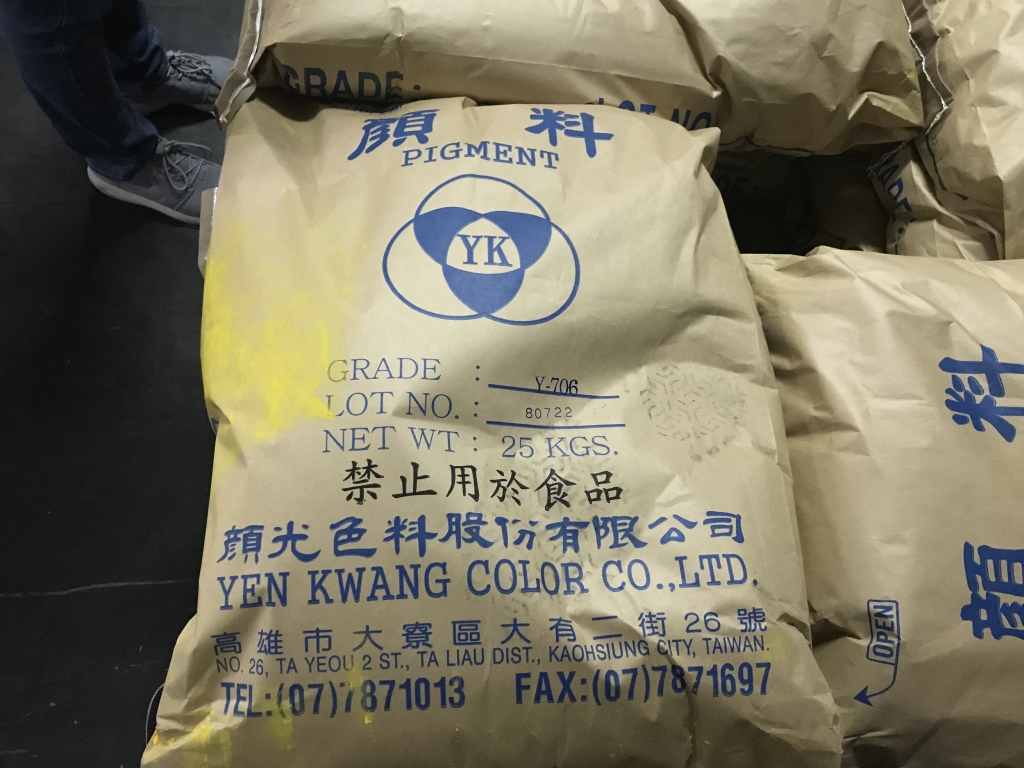 GRADE:
LOT NO
顏 料
PIGMENT
YK
GRADE : Y-706
LOT NO. : 80722
NET WT : 25 KGS.
禁止用於食品
顏光色料股份有限公司
YEN KWANG COLOR CO.,LTD.
高雄市大寮區大有二街26號
NO. 26, TA YEOU 2 ST., TA LIAU DIST., KAOHSIUNG CITY, TAIWAN.
TEL:(07)7871013 FAX:(07)7871697
顏料
OPEN